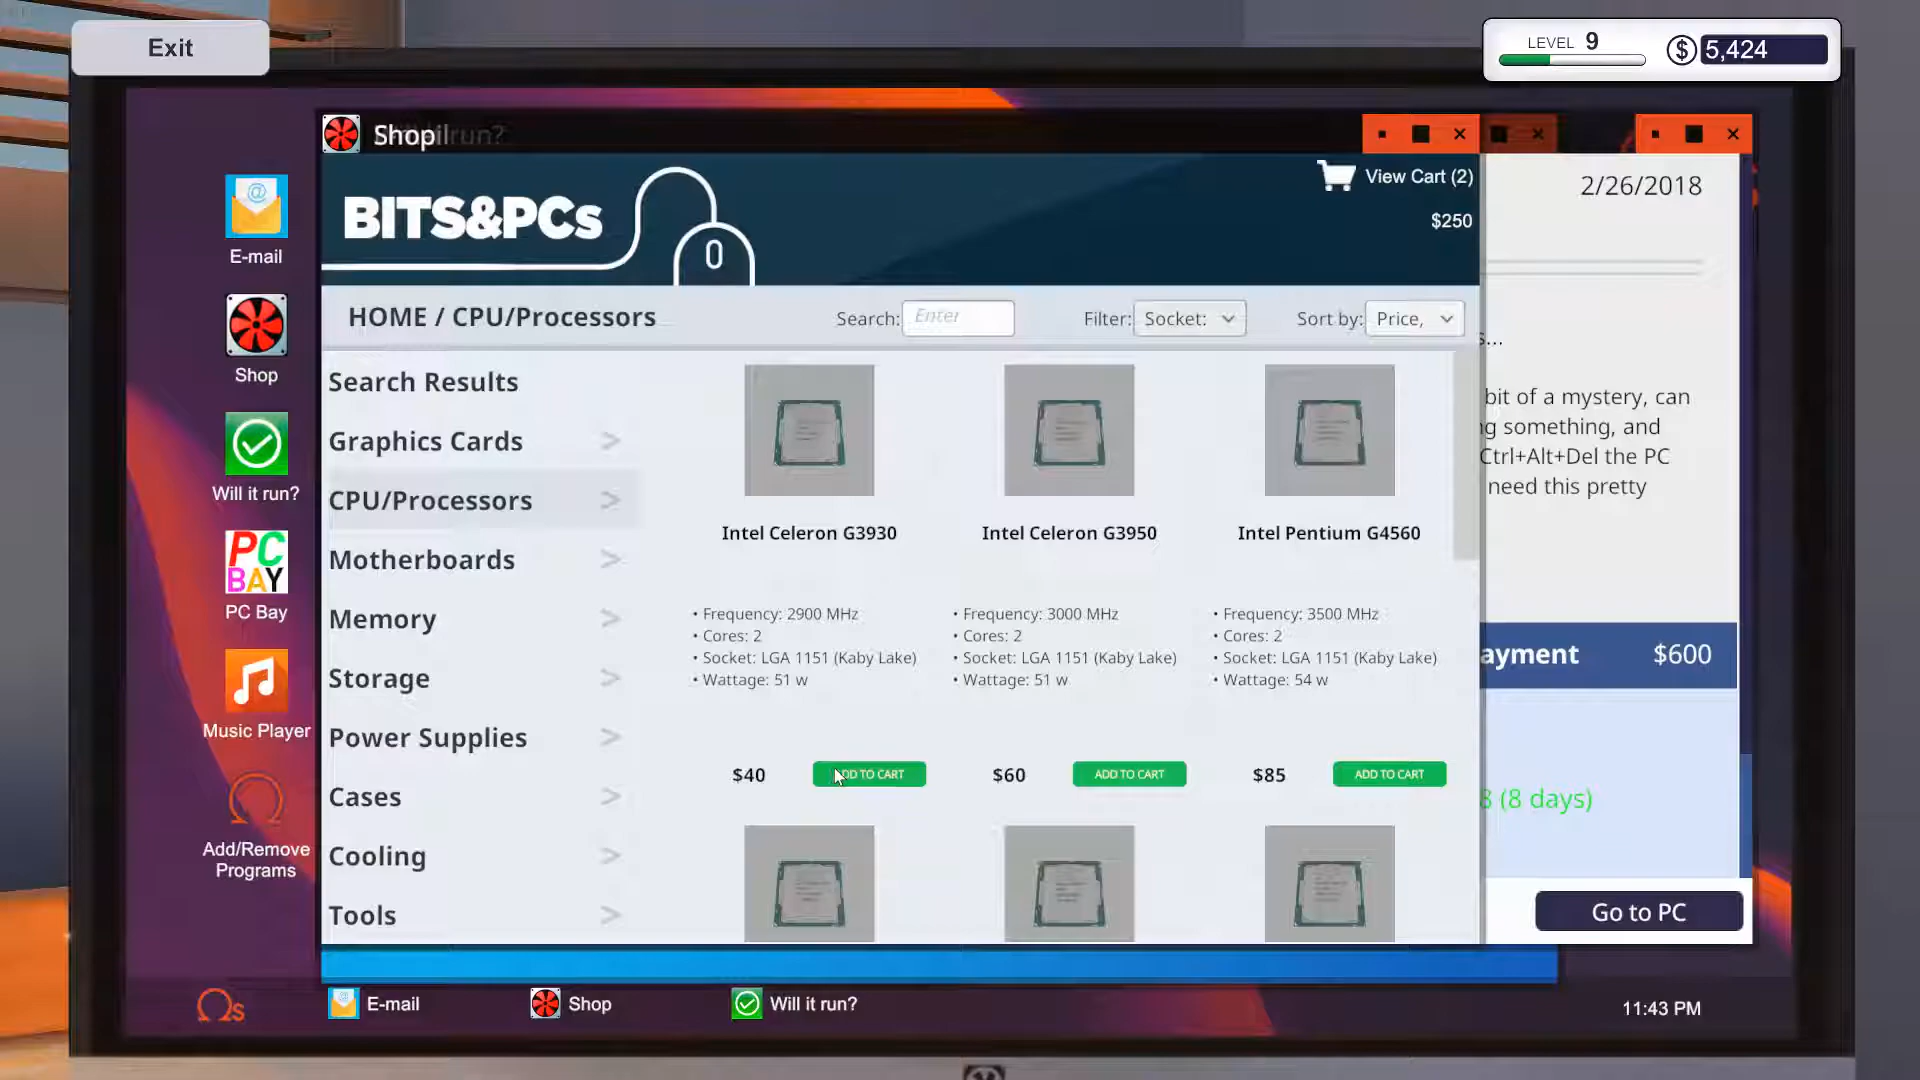 Exit
LEVEL 9
$ 5,424
Shop
run?
View Cart (2)
$250
BITS&PCs
0
2/26/2018
HOME / CPU/Processors
Search:
Enter
Filter:
Socket:
Sort by:
Price,
E-mail
Shop
Will it run?
PC
BAY
PC Bay
Music Player
Add/Remove
Programs
Search Results
Graphics Cards >
CPU/Processors >
Motherboards >
Memory >
Storage >
Power Supplies >
Cases >
Cooling >
Tools >
Intel Celeron G3930
• Frequency: 2900 MHz
• Cores: 2
• Socket: LGA 1151 (Kaby Lake)
• Wattage: 51 w
$40
ADD TO CART
Intel Celeron G3950
• Frequency: 3000 MHz
• Cores: 2
• Socket: LGA 1151 (Kaby Lake)
• Wattage: 51 w
$60
ADD TO CART
Intel Pentium G4560
• Frequency: 3500 MHz
• Cores: 2
• Socket: LGA 1151 (Kaby Lake)
• Wattage: 54 w
$85
ADD TO CART
s...
bit of a mystery, can
ng something, and
Ctrl+Alt+Del the PC
need this pretty
ayment $600
8 (8 days)
Go to PC
Ωs
E-mail
Shop
Will it run?
11:43 PM